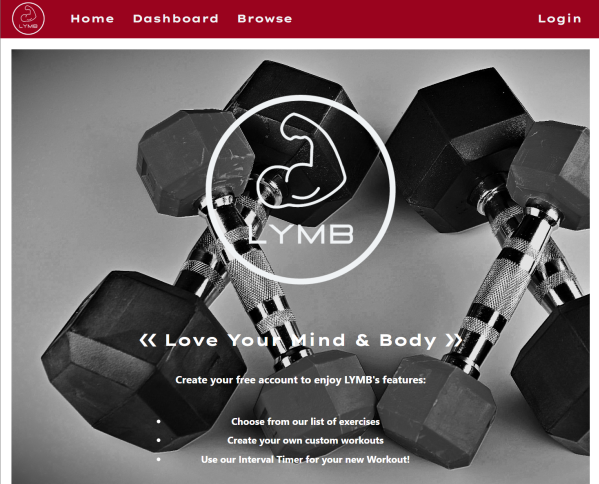 LYMB
Home Dashboard Browse Login
LYMB
« Love Your Mind & Body »
Create your free account to enjoy LYMB's features:
• Choose from our list of exercises
• Create your own custom workouts
• Use our Interval Timer for your new Workout!